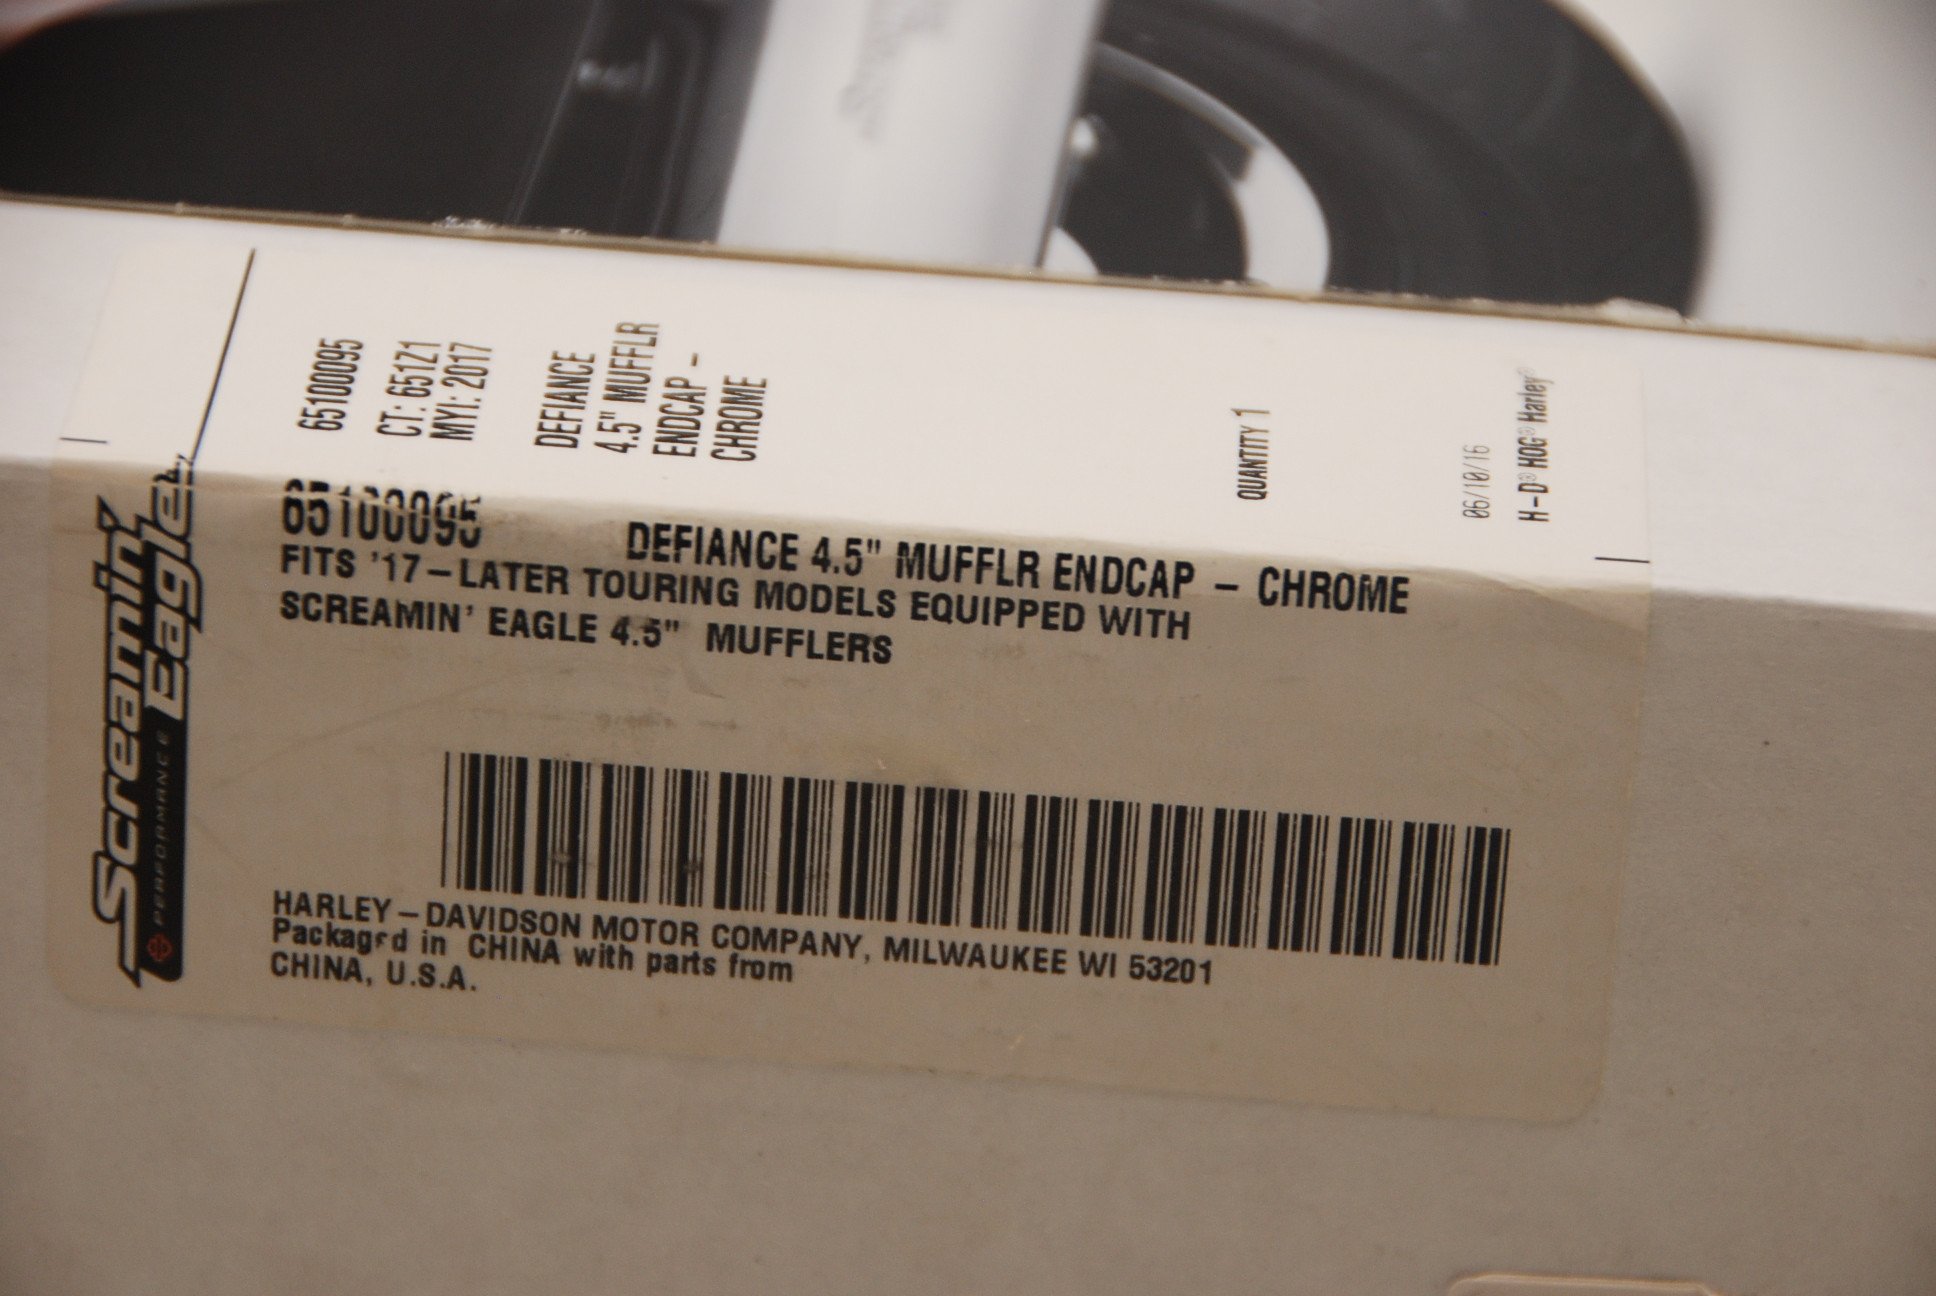 65100095
CT: 651Z1
MYI: 2017
DEFIANCE
4.5" MUFFLR
ENDCAP -
CHROME
QUANTITY 1
06/10/16
H-D® HOG® Harley®
Screamin'
Eagle
PERFORMANCE
65100095
DEFIANCE 4.5" MUFFLR ENDCAP - CHROME
FITS '17-LATER TOURING MODELS EQUIPPED WITH
SCREAMIN' EAGLE 4.5" MUFFLERS
HARLEY-DAVIDSON MOTOR COMPANY, MILWAUKEE WI 53201
Packaged in CHINA with parts from
CHINA, U.S.A.